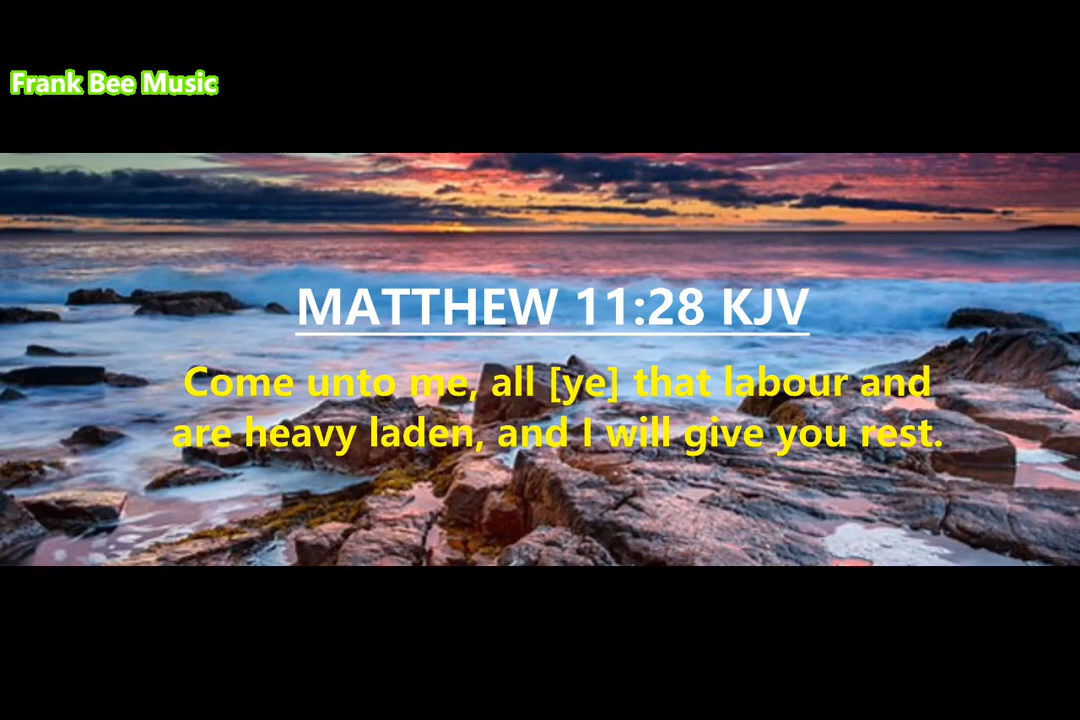 Frank Bee Music
MATTHEW 11:28 KJV
Come unto me, all [ye] that labour and
are heavy laden, and I will give you rest.